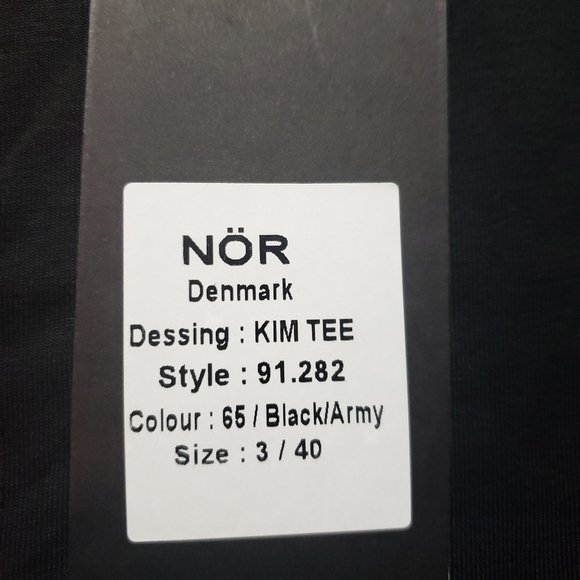 NÖR
Denmark
Dessing : KIM TEE
Style : 91.282
Colour : 65 / Black/Army
Size : 3 / 40